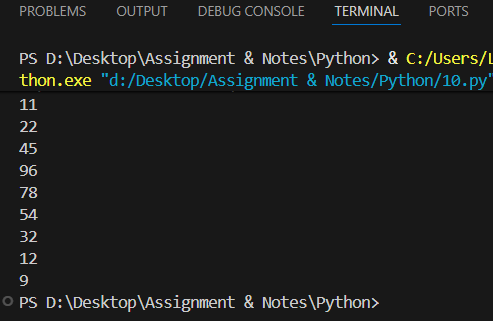 PROBLEMS OUTPUT DEBUG CONSOLE TERMINAL PORTS
PS D:\Desktop\Assignment & Notes\Python> & C:/Users/L
thon.exe "d:/Desktop/Assignment & Notes/Python/10.py"
11
22
45
96
78
54
32
12
9
PS D:\Desktop\Assignment & Notes\Python>